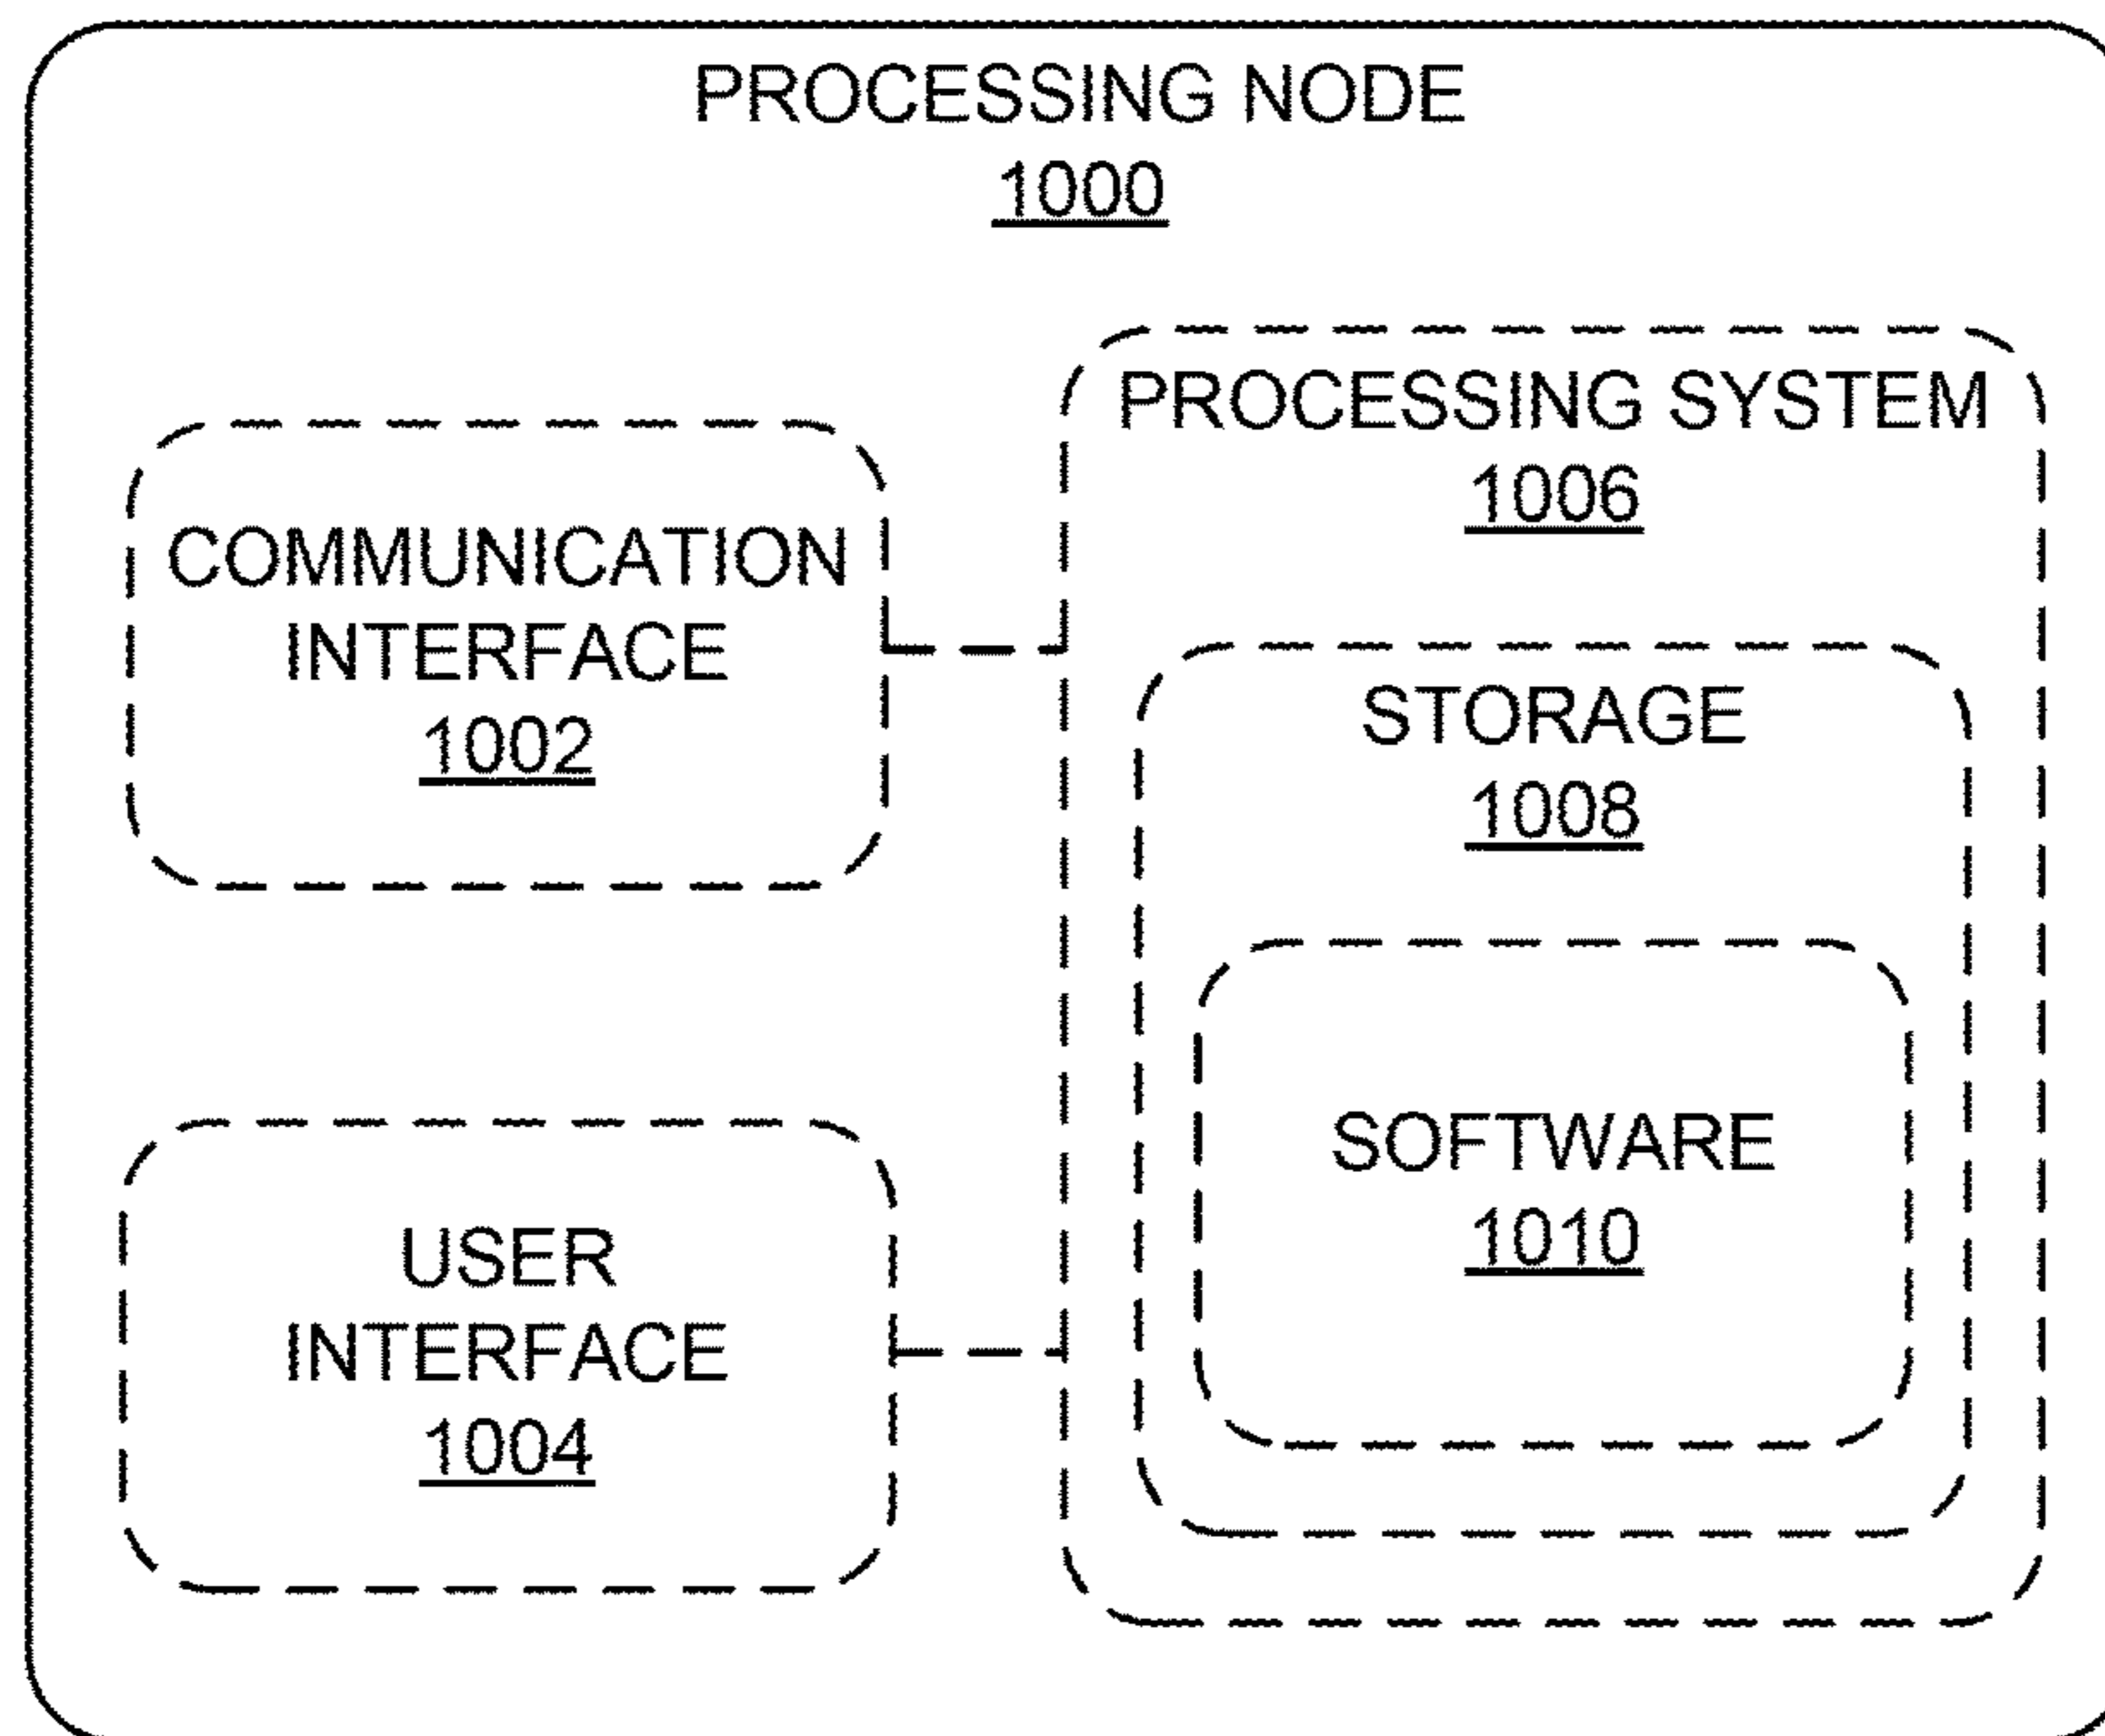 PROCESSING NODE
1000
PROCESSING SYSTEM
1006
COMMUNICATION
INTERFACE
1002
STORAGE
1008
SOFTWARE
1010
USER
INTERFACE
1004